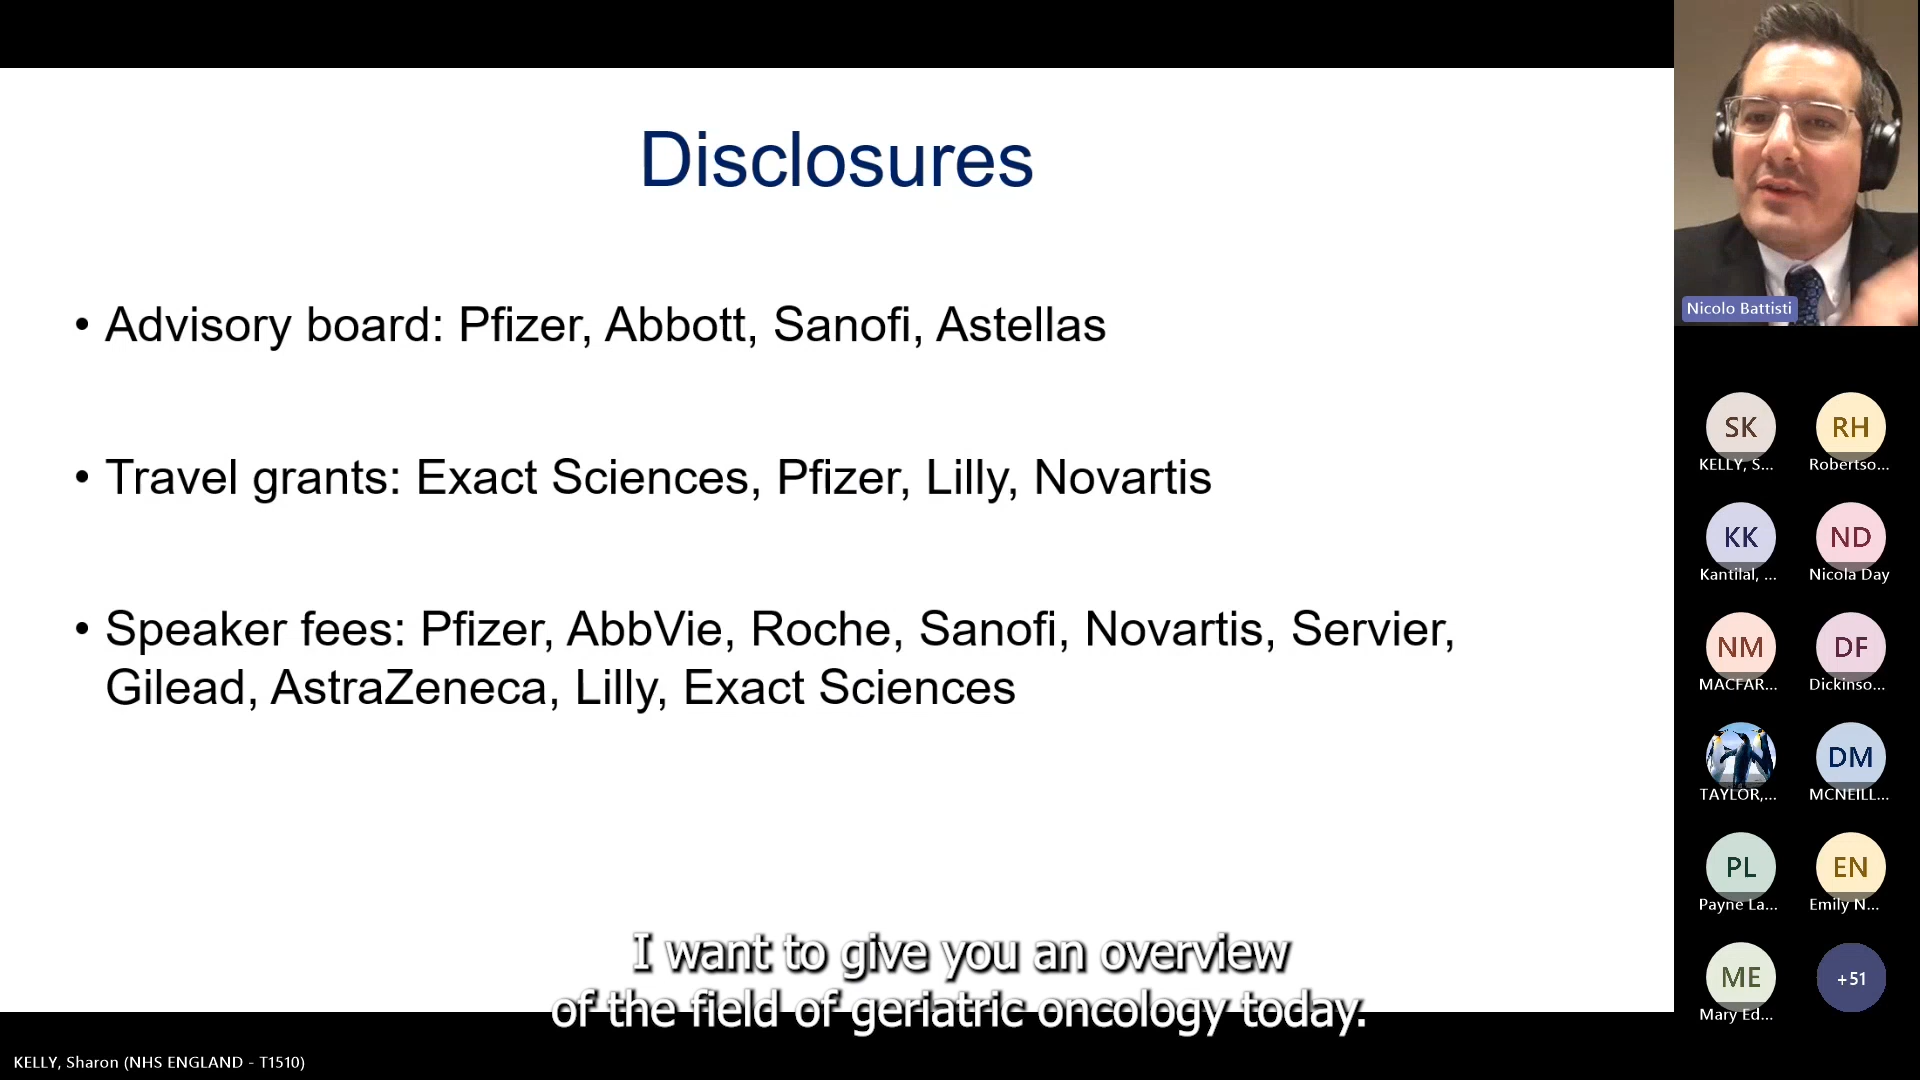 Disclosures
• Advisory board: Pfizer, Abbott, Sanofi, Astellas
• Travel grants: Exact Sciences, Pfizer, Lilly, Novartis
• Speaker fees: Pfizer, AbbVie, Roche, Sanofi, Novartis, Servier,
Gilead, AstraZeneca, Lilly, Exact Sciences
I want to give you an overview
of the field of geriatric oncology today.
KELLY, Sharon (NHS ENGLAND - T1510)
Nicolo Battisti
SK
KELLY, S...
RH
Robertso...
KK
Kantilal, ...
ND
Nicola Day
NM
MACFAR...
DF
Dickinso...
TAYLOR,...
DM
MCNEILL...
PL
Payne La...
EN
Emily N...
ME
Mary Ed...
+51